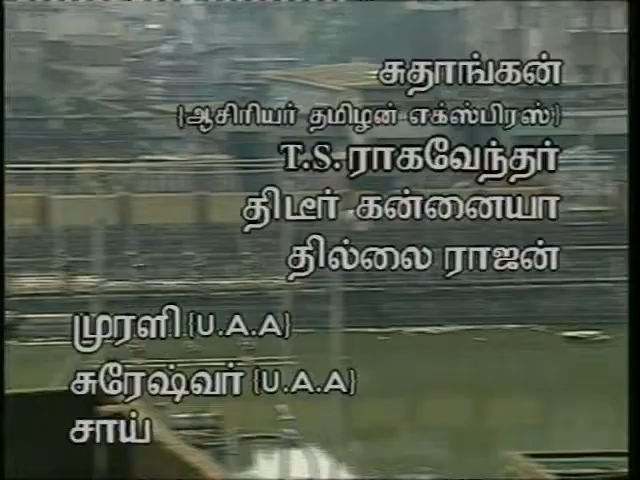 சுதாங்கன்
{ஆசிரியர் தமிழன் எக்ஸ்பிரஸ்}
T.S. ராகவேந்தர்
திடீர் கன்னையா
தில்லை ராஜன்
முரளி {U.A.A}
சுரேஷ்வர் {U.A.A}
சாய்